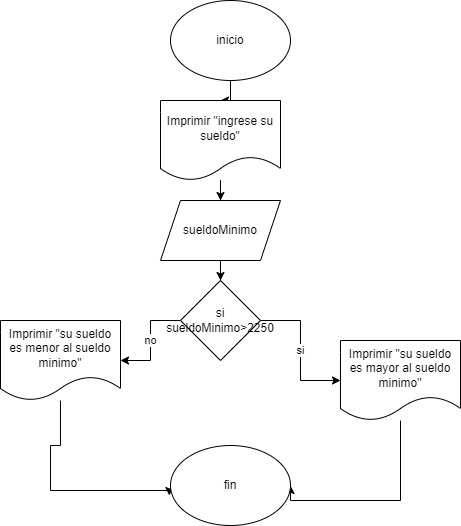 inicio
Imprimir "ingrese su
sueldo"
sueldoMinimo
si
sueldoMinimo>2250
no
si
Imprimir "su sueldo
es menor al sueldo
minimo"
Imprimir "su sueldo
es mayor al sueldo
minimo"
fin